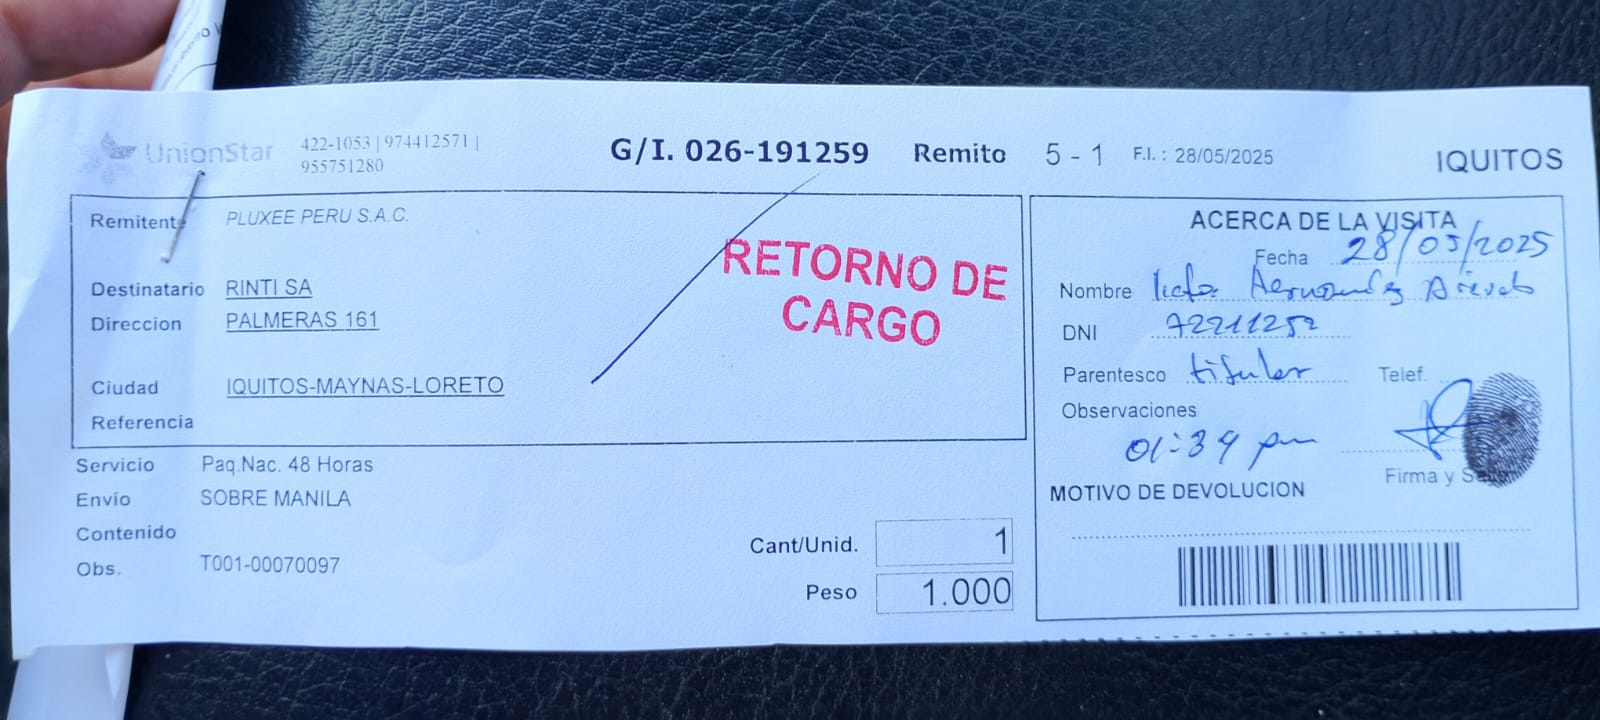 UnionStar
422-1053 | 974412571 |
955751280
G/I. 026-191259 Remito 5 - 1 F.I.: 28/05/2025
IQUITOS
Remitente PLUXEE PERU S.A.C.
Destinatario RINTI SA
Direccion PALMERAS 161
Ciudad IQUITOS-MAYNAS-LORETO
Referencia
RETORNO DE
CARGO
Servicio Paq.Nac. 48 Horas
Envío SOBRE MANILA
Contenido
Obs. T001-00070097
Cant/Unid. 1
Peso 1.000
ACERCA DE LA VISITA
Fecha 28/05/2025
Nombre
DNI 72211252
Parentesco titular
Telef.
Observaciones
01:39 pm
Firma y
MOTIVO DE DEVOLUCION